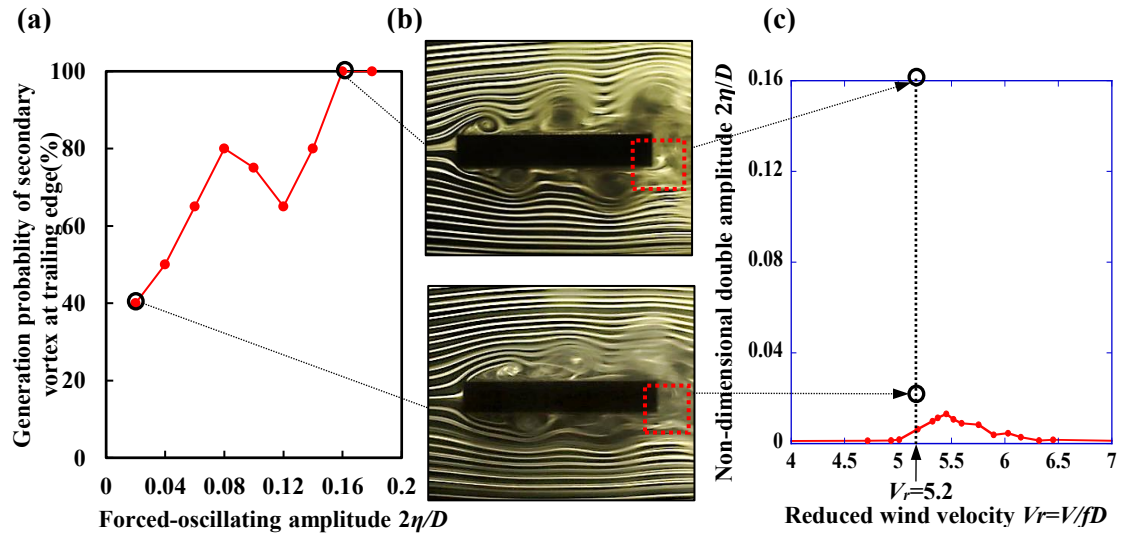 (a)
(b)
(c)
Generation probablity of secondary
vortex at trailing edge(%)
100
80
60
40
20
0
0
0.04
0.08
0.12
0.16
0.2
Forced-oscillating amplitude 2η/D
Non-dimensional double amplitude 2η/D
0.16
0.12
0.08
0.04
0
4
4.5
5
5.5
6
6.5
7
Vr=5.2
Reduced wind velocity Vr=V/fD